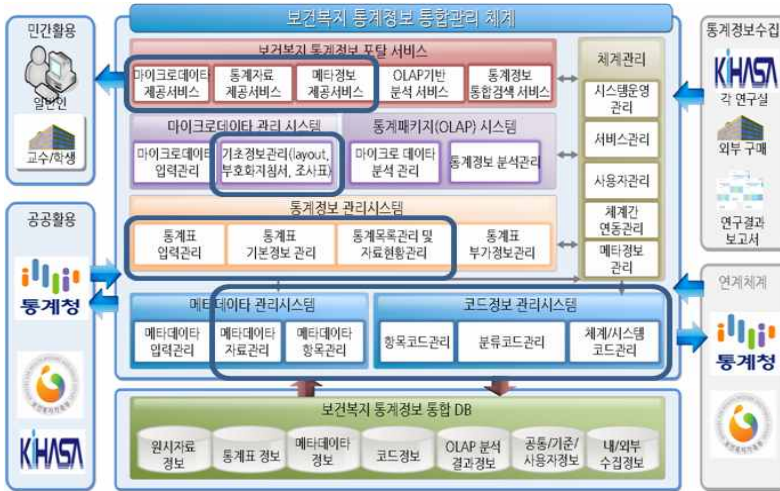 보건복지 통계정보 통합관리 체계
민간활용
일반인
교수/학생
공공활용
통계청
KiHASA
보건복지 통계정보 포탈 서비스
마이크로데이타
제공서비스
통계자료
제공서비스
메타정보
제공서비스
OLAP기반
분석 서비스
통계정보
통합검색 서비스
마이크로데이타 관리 시스템
마이크로데이타
입력관리
기초정보관리(layout,
부호화지침서, 조사표)
통계패키지(OLAP) 시스템
마이크로 데이타
분석 관리
통계정보 분석관리
통계정보 관리시스템
통계표
입력관리
통계표
기본정보 관리
통계목록관리 및
자료현황관리
통계표
부가정보관리
체계관리
시스템운영
관리
서비스관리
사용자관리
체계간
연동관리
메타정보
관리
메타데이타 관리시스템
메타데이타
입력관리
메타데이타
자료관리
메타데이타
항목관리
코드정보 관리시스템
항목코드관리
분류코드관리
체계/시스템
코드관리
보건복지 통계정보 통합 DB
원시자료
정보
통계표 정보
메타데이타
정보
코드정보
OLAP 분석
결과정보
공통/기준/
사용자정보
내/외부
수집정보
통계정보수집
KiHASA
각 연구실
외부 구매
연구결과
보고서
연계체계
통계청